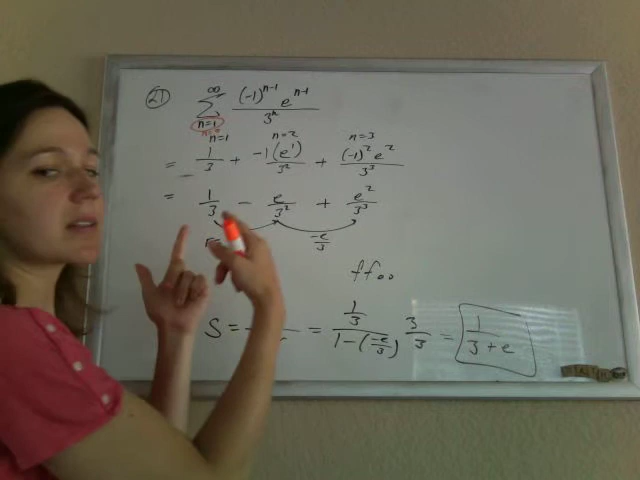 21 ∞ Σ n=1 (-1)^{n-1} e^{n-1} / 3^n
n=1 n=2 n=3
= 1/3 + -1(e^1)/3^2 + (-1)^2 e^2/3^3
= 1/3 - e/3^2 + e^2/3^3
r= -e/3
S = = (1/3)/(1-(-e/3)) 3/3 = 1/(3+e)